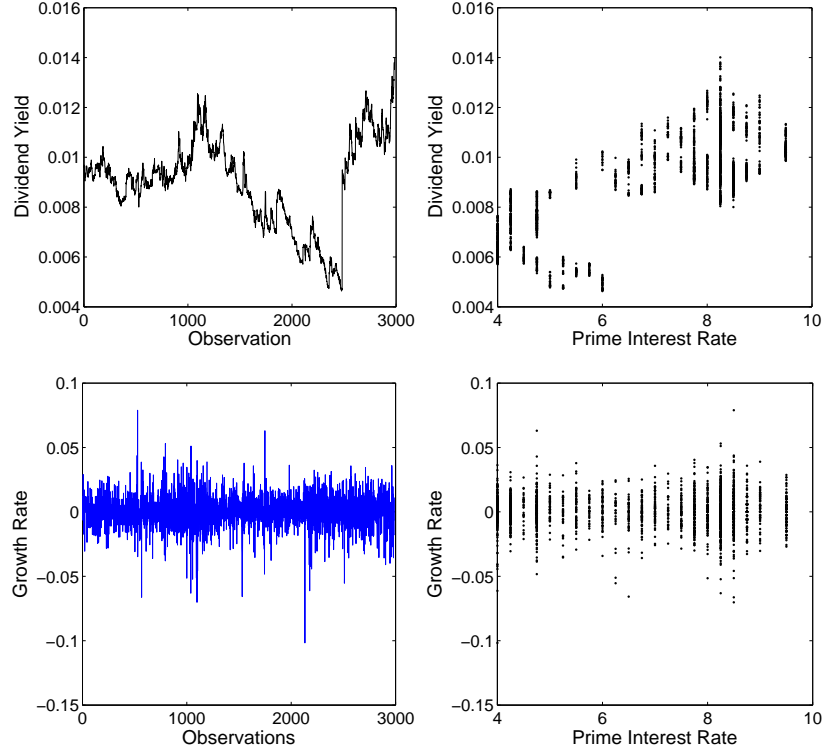 0.016
0.014
0.012
0.01
0.008
0.006
0.004
Dividend Yield
0 1000 2000 3000
Observation
0.016
0.014
0.012
0.01
0.008
0.006
0.004
Dividend Yield
4 6 8 10
Prime Interest Rate
0.1
0.05
0
−0.05
−0.1
−0.15
Growth Rate
0 1000 2000 3000
Observations
0.1
0.05
0
−0.05
−0.1
−0.15
Growth Rate
4 6 8 10
Prime Interest Rate